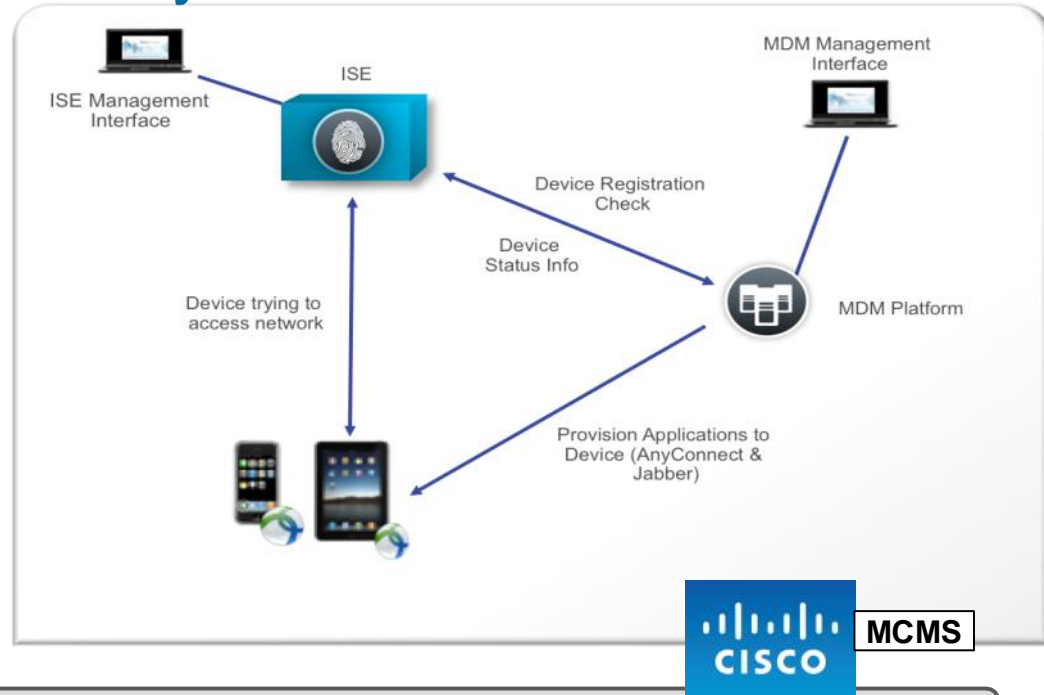 ISE Management
Interface
ISE
MDM Management
Interface
Device Registration
Check
Device
Status Info
Device trying to
access network
MDM Platform
Provision Applications to
Device (AnyConnect &
Jabber)
CISCO
MCMS